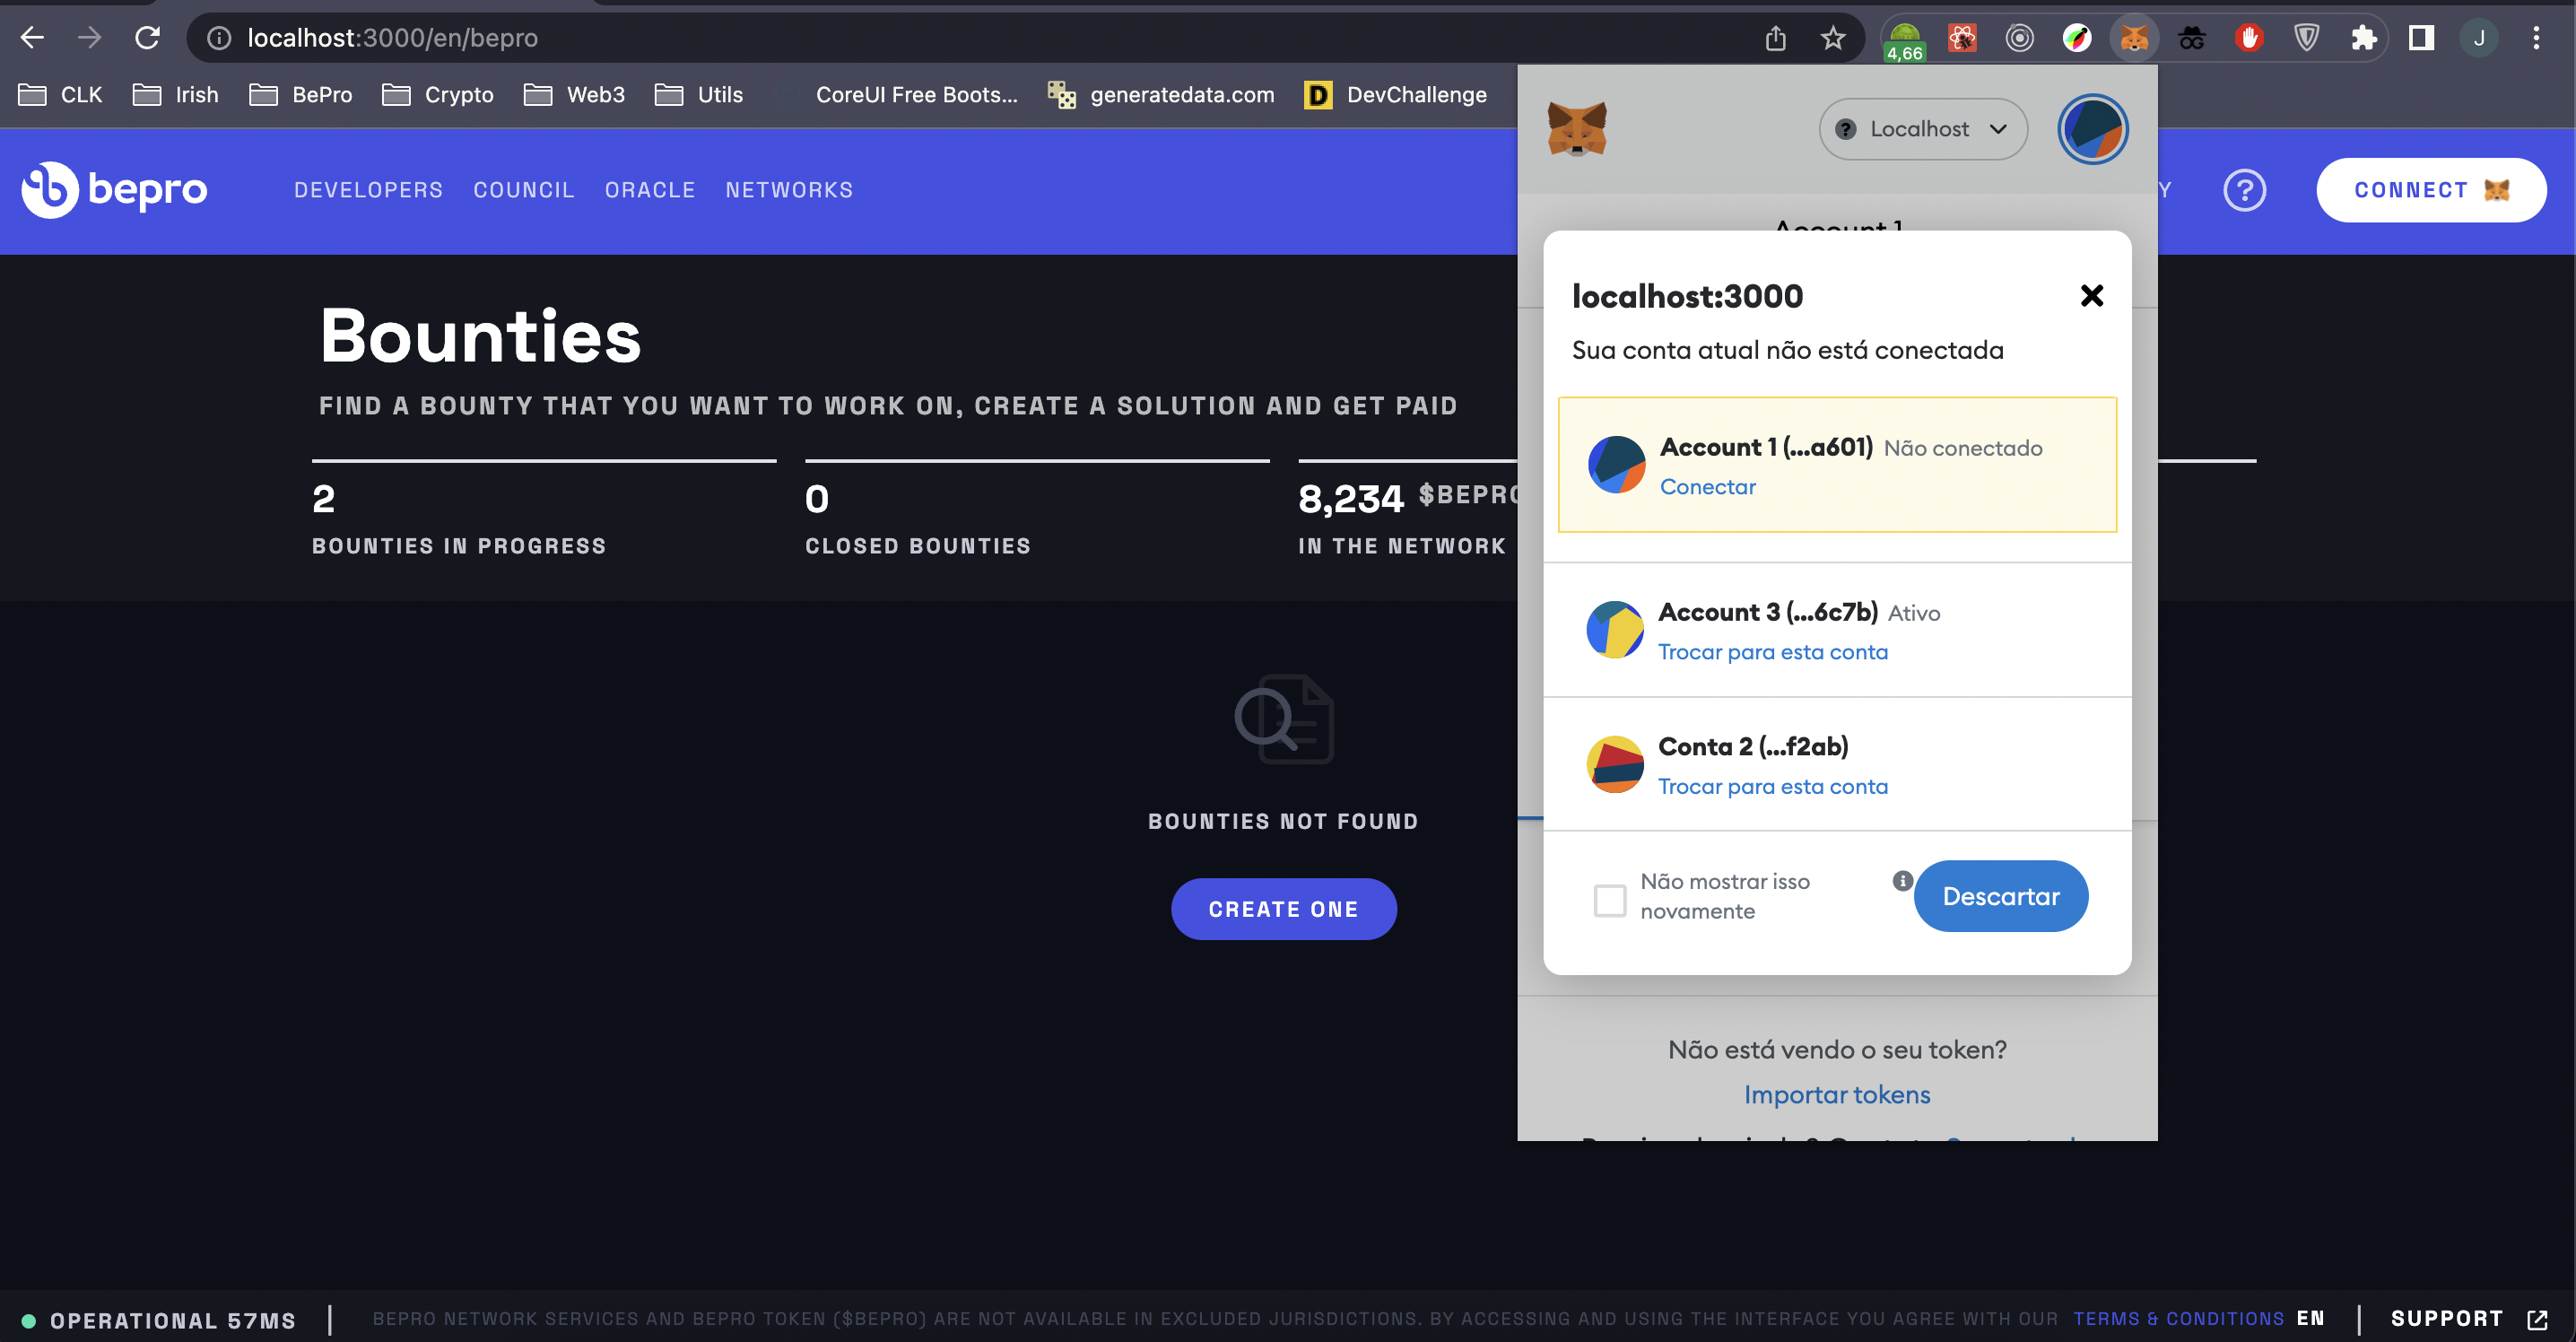 localhost:3000/en/bepro
4,66
J
CLK
Irish
BePro
Crypto
Web3
Utils
CoreUI Free Boots...
generatedata.com
D
DevChallenge
bepro
DEVELOPERS
COUNCIL
ORACLE
NETWORKS
Y
?
CONNECT
Bounties
FIND A BOUNTY THAT YOU WANT TO WORK ON, CREATE A SOLUTION AND GET PAID
2
BOUNTIES IN PROGRESS
0
CLOSED BOUNTIES
8,234 $BEPRO
IN THE NETWORK
BOUNTIES NOT FOUND
CREATE ONE
? Localhost
Account 1
localhost:3000
Sua conta atual não está conectada
Account 1 (...a601) Não conectado
Conectar
Account 3 (...6c7b) Ativo
Trocar para esta conta
Conta 2 (...f2ab)
Trocar para esta conta
Não mostrar isso
novamente
Descartar
Não está vendo o seu token?
Importar tokens
OPERATIONAL 57MS
BEPRO NETWORK SERVICES AND BEPRO TOKEN ($BEPRO) ARE NOT AVAILABLE IN EXCLUDED JURISDICTIONS. BY ACCESSING AND USING THE INTERFACE YOU AGREE WITH OUR TERMS & CONDITIONS
EN
SUPPORT